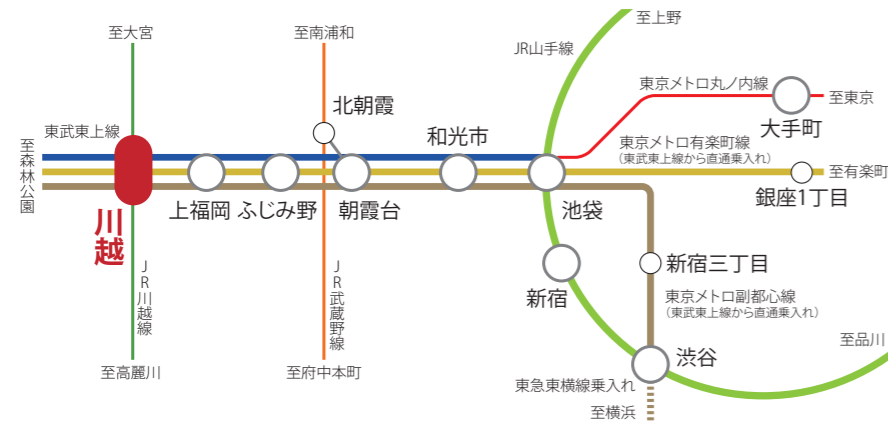 至大宮
至南浦和
至上野
JR山手線
東京メトロ丸ノ内線
至東京
大手町
北朝霞
東武東上線
和光市
東京メトロ有楽町線
(東武東上線から直通乗入れ)
至森林公園
至有楽町
銀座1丁目
川越
上福岡
ふじみ野
朝霞台
池袋
新宿
新宿三丁目
東京メトロ副都心線
(東武東上線から直通乗入れ)
JR川越線
JR武蔵野線
至品川
渋谷
至高麗川
至府中本町
東急東横線乗入れ
至横浜